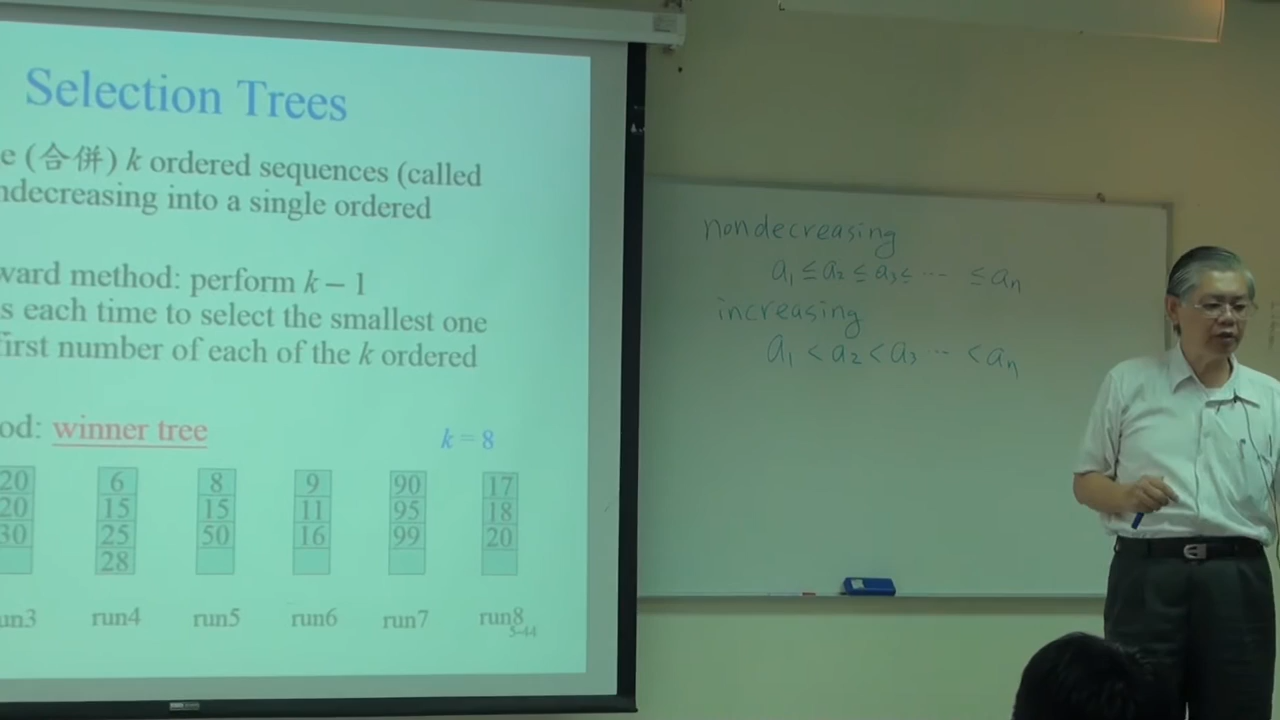 Selection Trees
e (合併) k ordered sequences (called
ndecreasing into a single ordered
ward method: perform k – 1
s each time to select the smallest one
first number of each of the k ordered
od: winner tree
k = 8
20 6 8 9 90 17
20 15 15 11 95 18
30 25 50 16 99 20
28
un3 run4 run5 run6 run7 run8
5-44
nondecreasing
a1 ≤ a2 ≤ a3 ≤ ... ≤ an
increasing
a1 < a2 < a3 ... < an